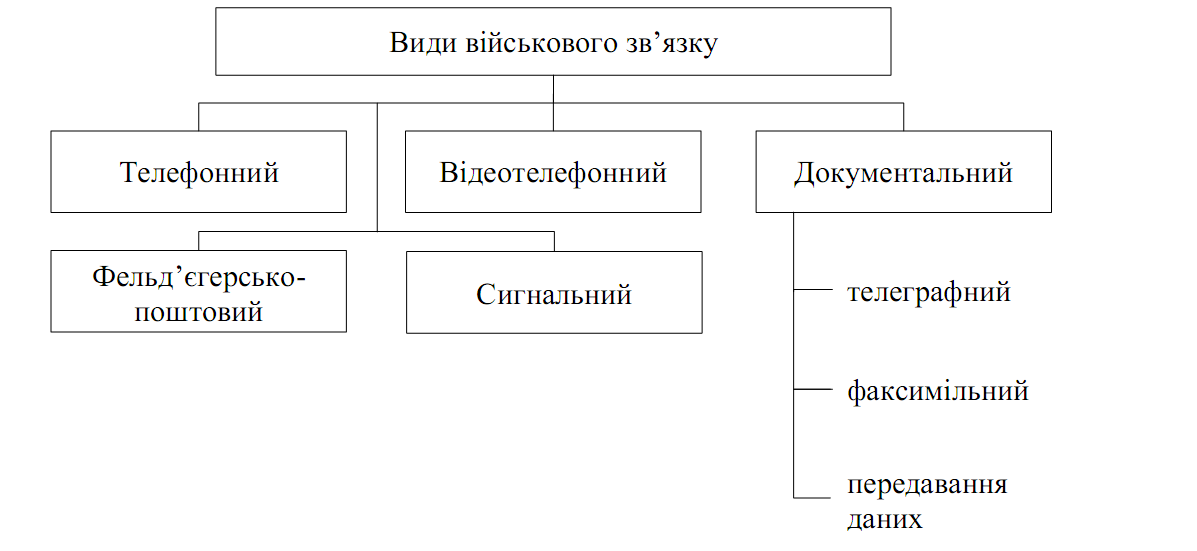 Види військового зв’язку
Телефонний
Відеотелефонний
Документальний
Фельд’єгерсько-
поштовий
Сигнальний
телеграфний
факсимільний
передавання
даних